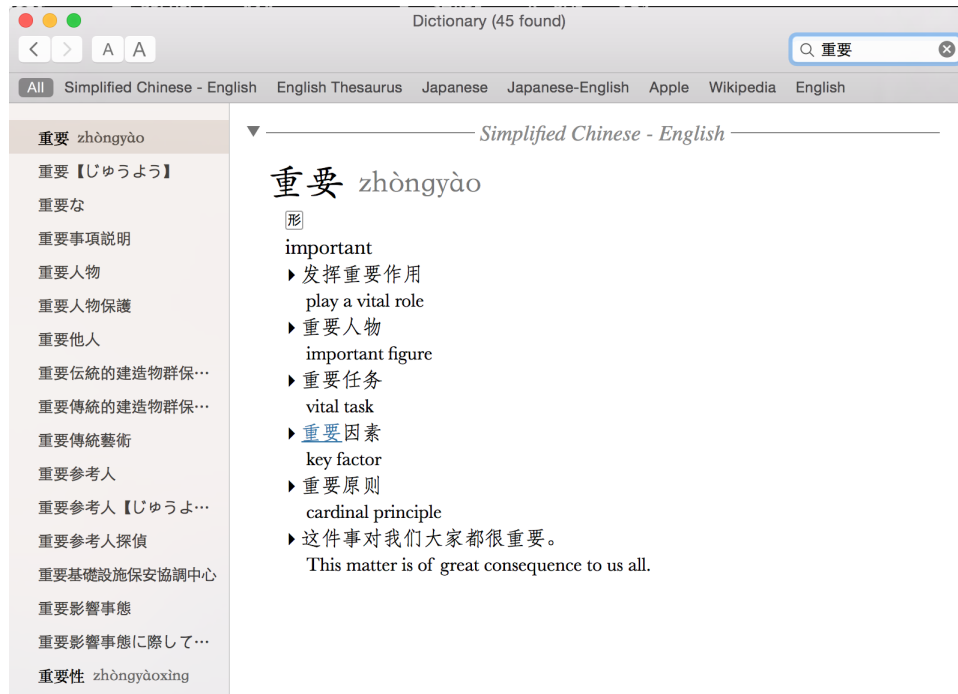 Dictionary (45 found)
A A
重要
All Simplified Chinese - English English Thesaurus Japanese Japanese-English Apple Wikipedia English
重要 zhòngyào
重要【じゅうよう】
重要な
重要事項説明
重要人物
重要人物保護
重要他人
重要伝統的建造物群保…
重要傳統的建造物群保…
重要傳統藝術
重要参考人
重要参考人【じゅうよ…
重要参考人探偵
重要基礎設施保安協調中心
重要影響事態
重要影響事態に際して…
重要性 zhòngyàoxìng
Simplified Chinese - English
重要 zhòngyào
形
important
发挥重要作用
play a vital role
重要人物
important figure
重要任务
vital task
重要因素
key factor
重要原则
cardinal principle
这件事对我们大家都很重要。
This matter is of great consequence to us all.